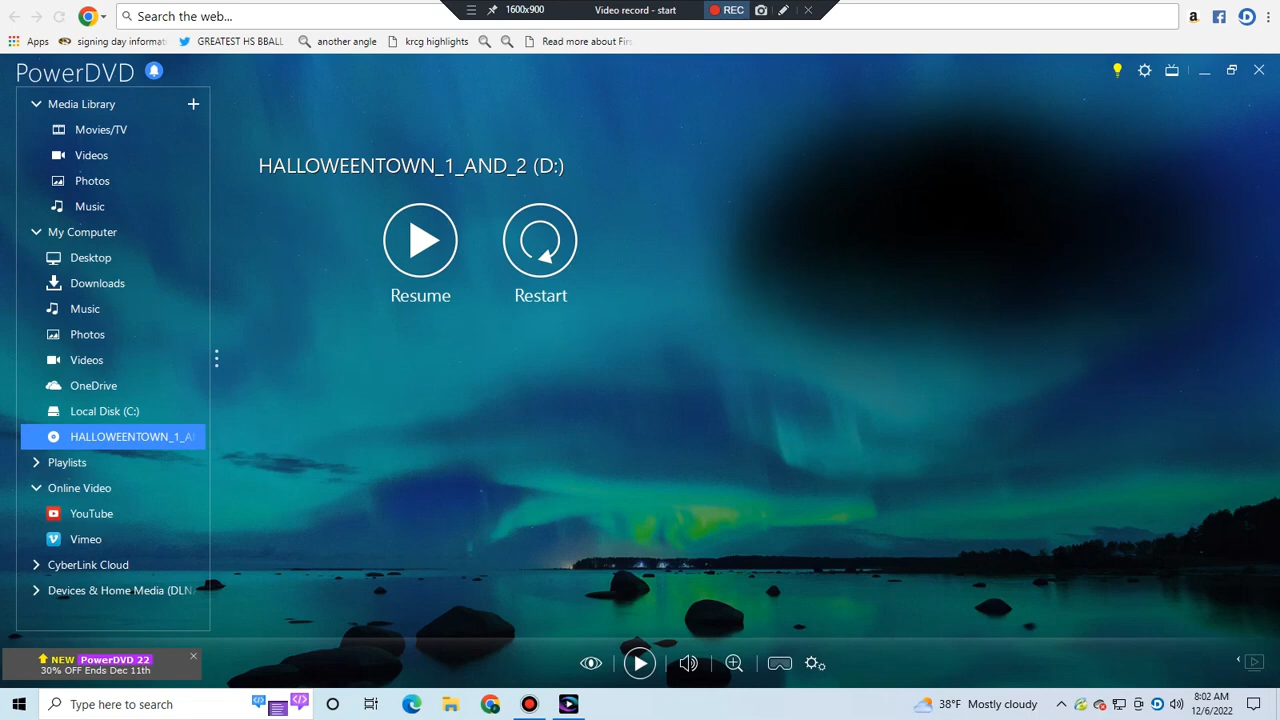 Search the web...
1600x900
Video record - start
REC
Apps
signing day informat
GREATEST HS BBALL
another angle
krcg highlights
Read more about Firs
PowerDVD
Media Library
Movies/TV
Videos
Photos
Music
My Computer
Desktop
Downloads
Music
Photos
Videos
OneDrive
Local Disk (C:)
HALLOWEENTOWN_1_A
Playlists
Online Video
YouTube
Vimeo
CyberLink Cloud
Devices & Home Media (DLN
HALLOWEENTOWN_1_AND_2 (D:)
Resume
Restart
NEW PowerDVD 22
30% OFF Ends Dec 11th
Type here to search
38°F Mostly cloudy
8:02 AM
12/6/2022